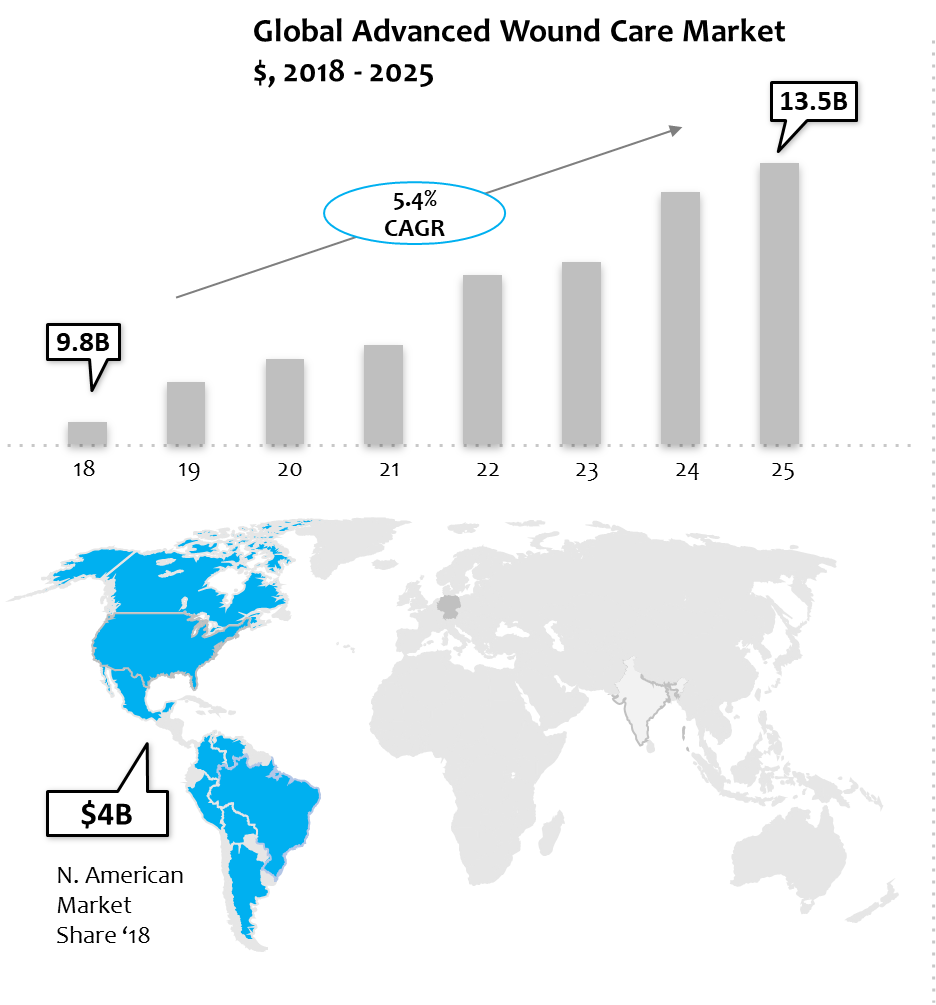 Global Advanced Wound Care Market
$, 2018 - 2025
13.5B
5.4%
CAGR
9.8B
18 19 20 21 22 23 24 25
$4B
N. American
Market
Share ‘18